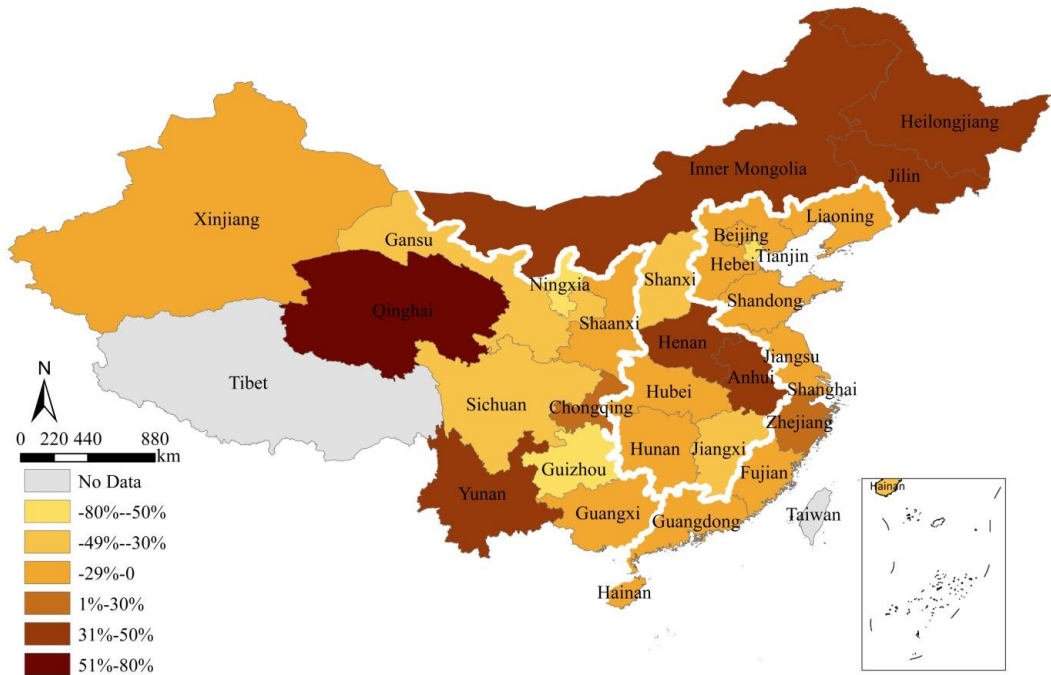 Heilongjiang
Inner Mongolia
Jilin
Xinjiang
Liaoning
Beijing
Gansu
Hebei
Tianjin
Shanxi
Ningxia
Shandong
Qinghai
Shaanxi
Henan
Jiangsu
Anhui
Tibet
Hubei
Shanghai
Sichuan
Chongqing
Zhejiang
Hunan
Jiangxi
Guizhou
Fujian
Yunan
Guangxi
Guangdong
Taiwan
Hainan
Hainan
N
0 220 440 880
km
No Data
-80%--50%
-49%--30%
-29%-0
1%-30%
31%-50%
51%-80%